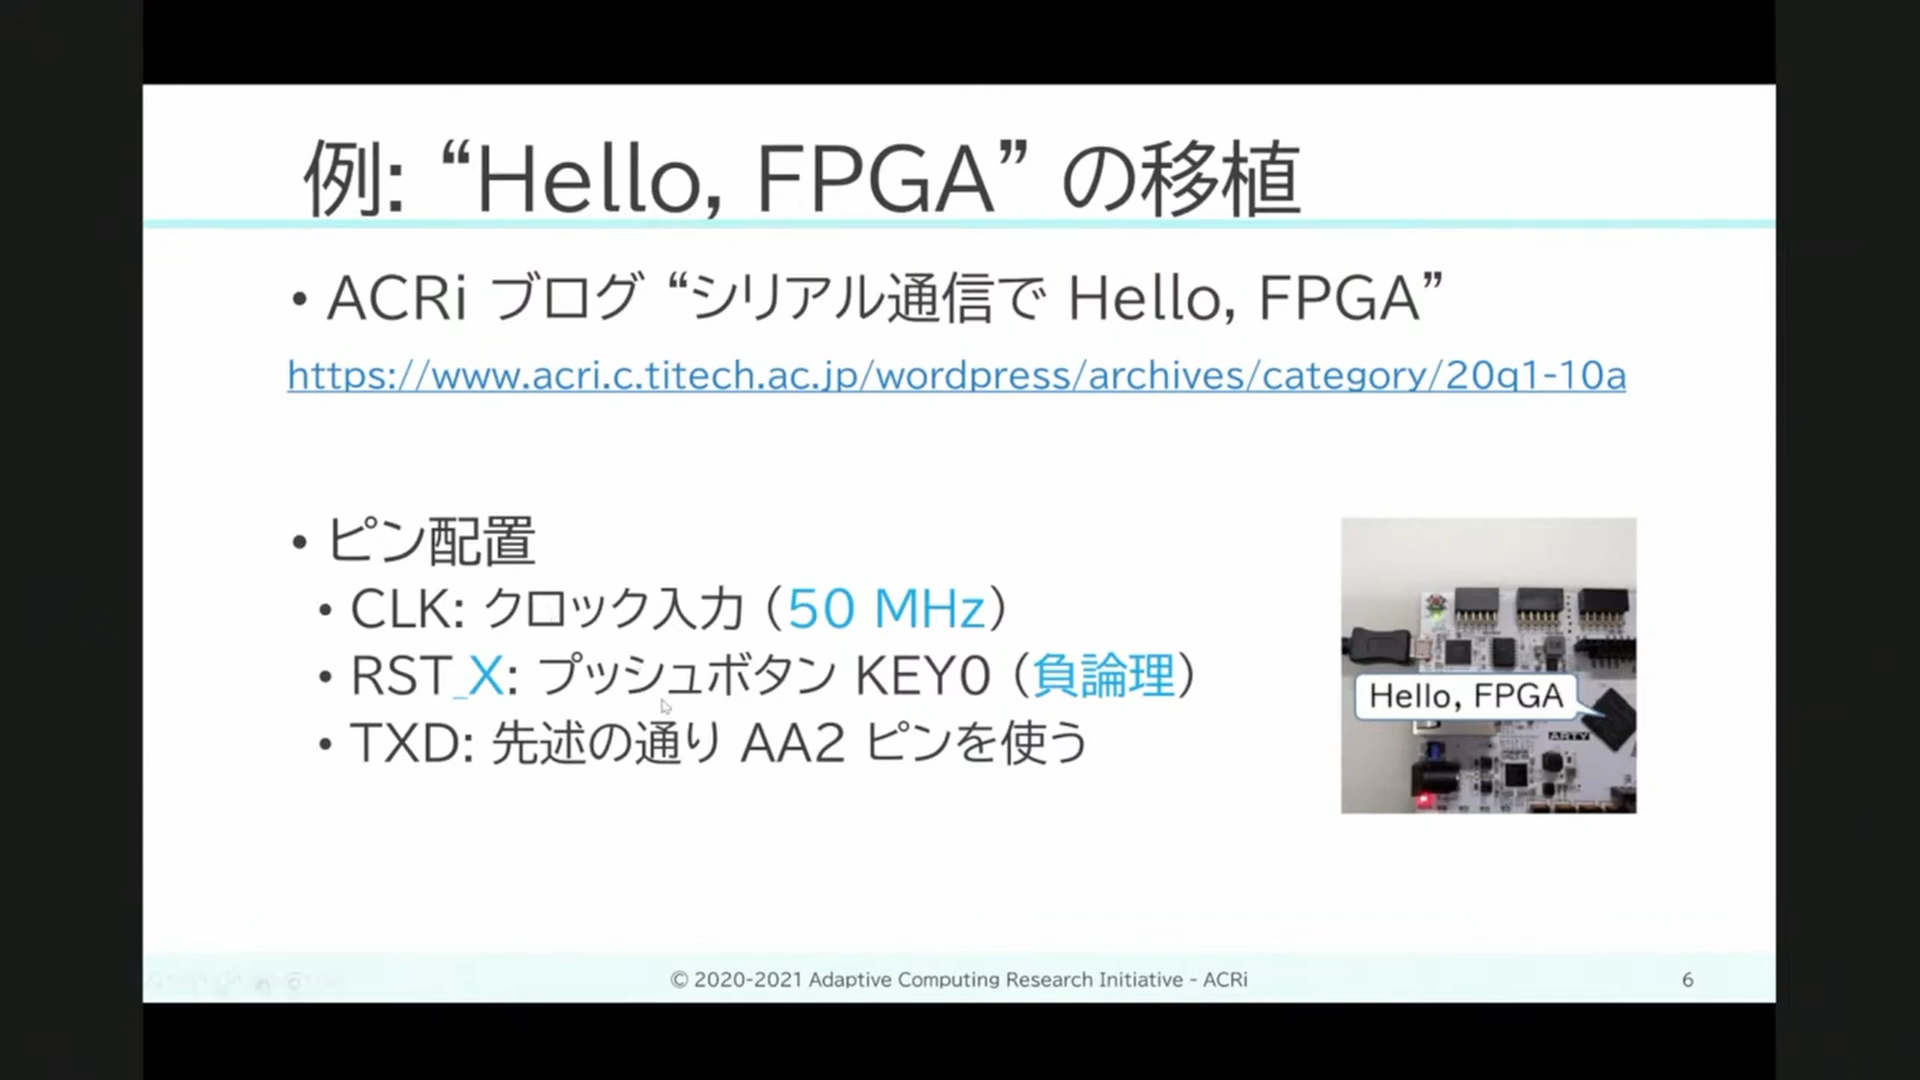 例: “Hello, FPGA” の移植
• ACRi ブログ “シリアル通信で Hello, FPGA”
https://www.acri.c.titech.ac.jp/wordpress/archives/category/20q1-10a
• ピン配置
• CLK: クロック入力 (50 MHz)
• RST_X: プッシュボタン KEY0 (負論理)
• TXD: 先述の通り AA2 ピンを使う
Hello, FPGA
ARTY
© 2020-2021 Adaptive Computing Research Initiative - ACRi
6